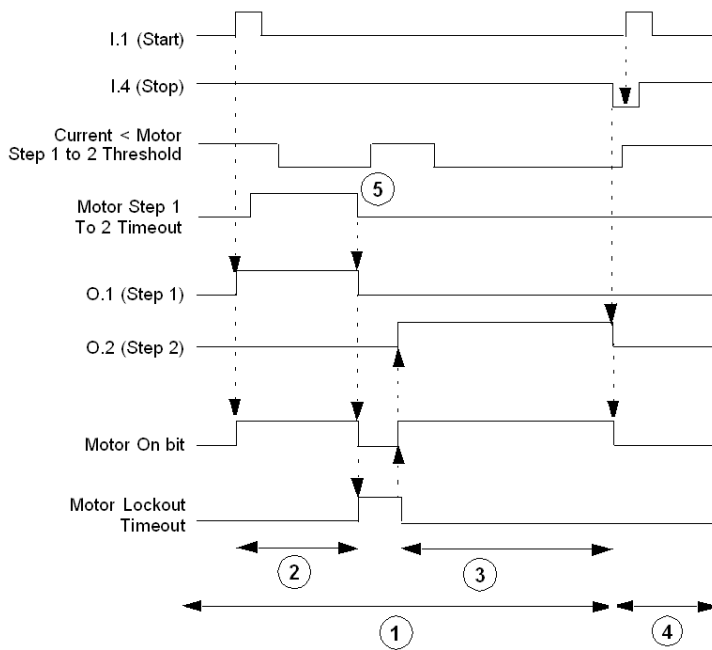 I.1 (Start)
I.4 (Stop)
Current < Motor
Step 1 to 2 Threshold
5
Motor Step 1
To 2 Timeout
O.1 (Step 1)
O.2 (Step 2)
Motor On bit
Motor Lockout
Timeout
2
3
1
4